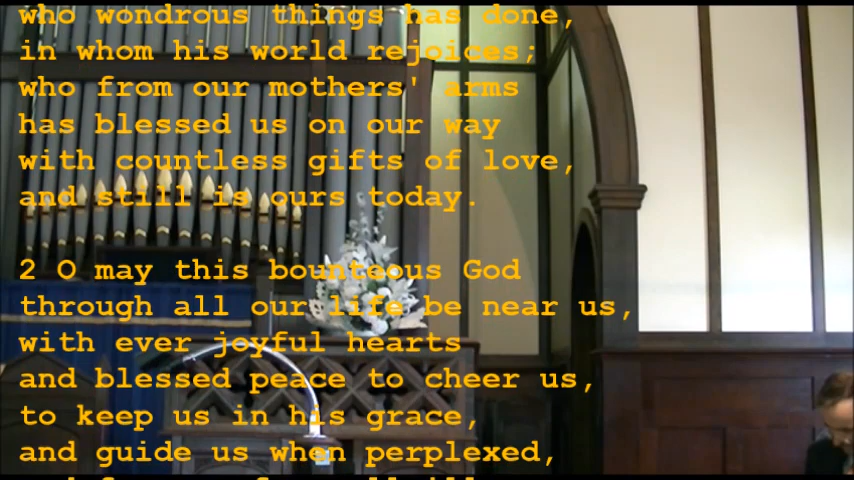 who wondrous things has done,
in whom his world rejoices;
who from our mothers' arms
has blessed us on our way
with countless gifts of love,
and still is ours today.
2 O may this bounteous God
through all our life be near us,
with ever joyful hearts
and blessed peace to cheer us,
to keep us in his grace,
and guide us when perplexed,